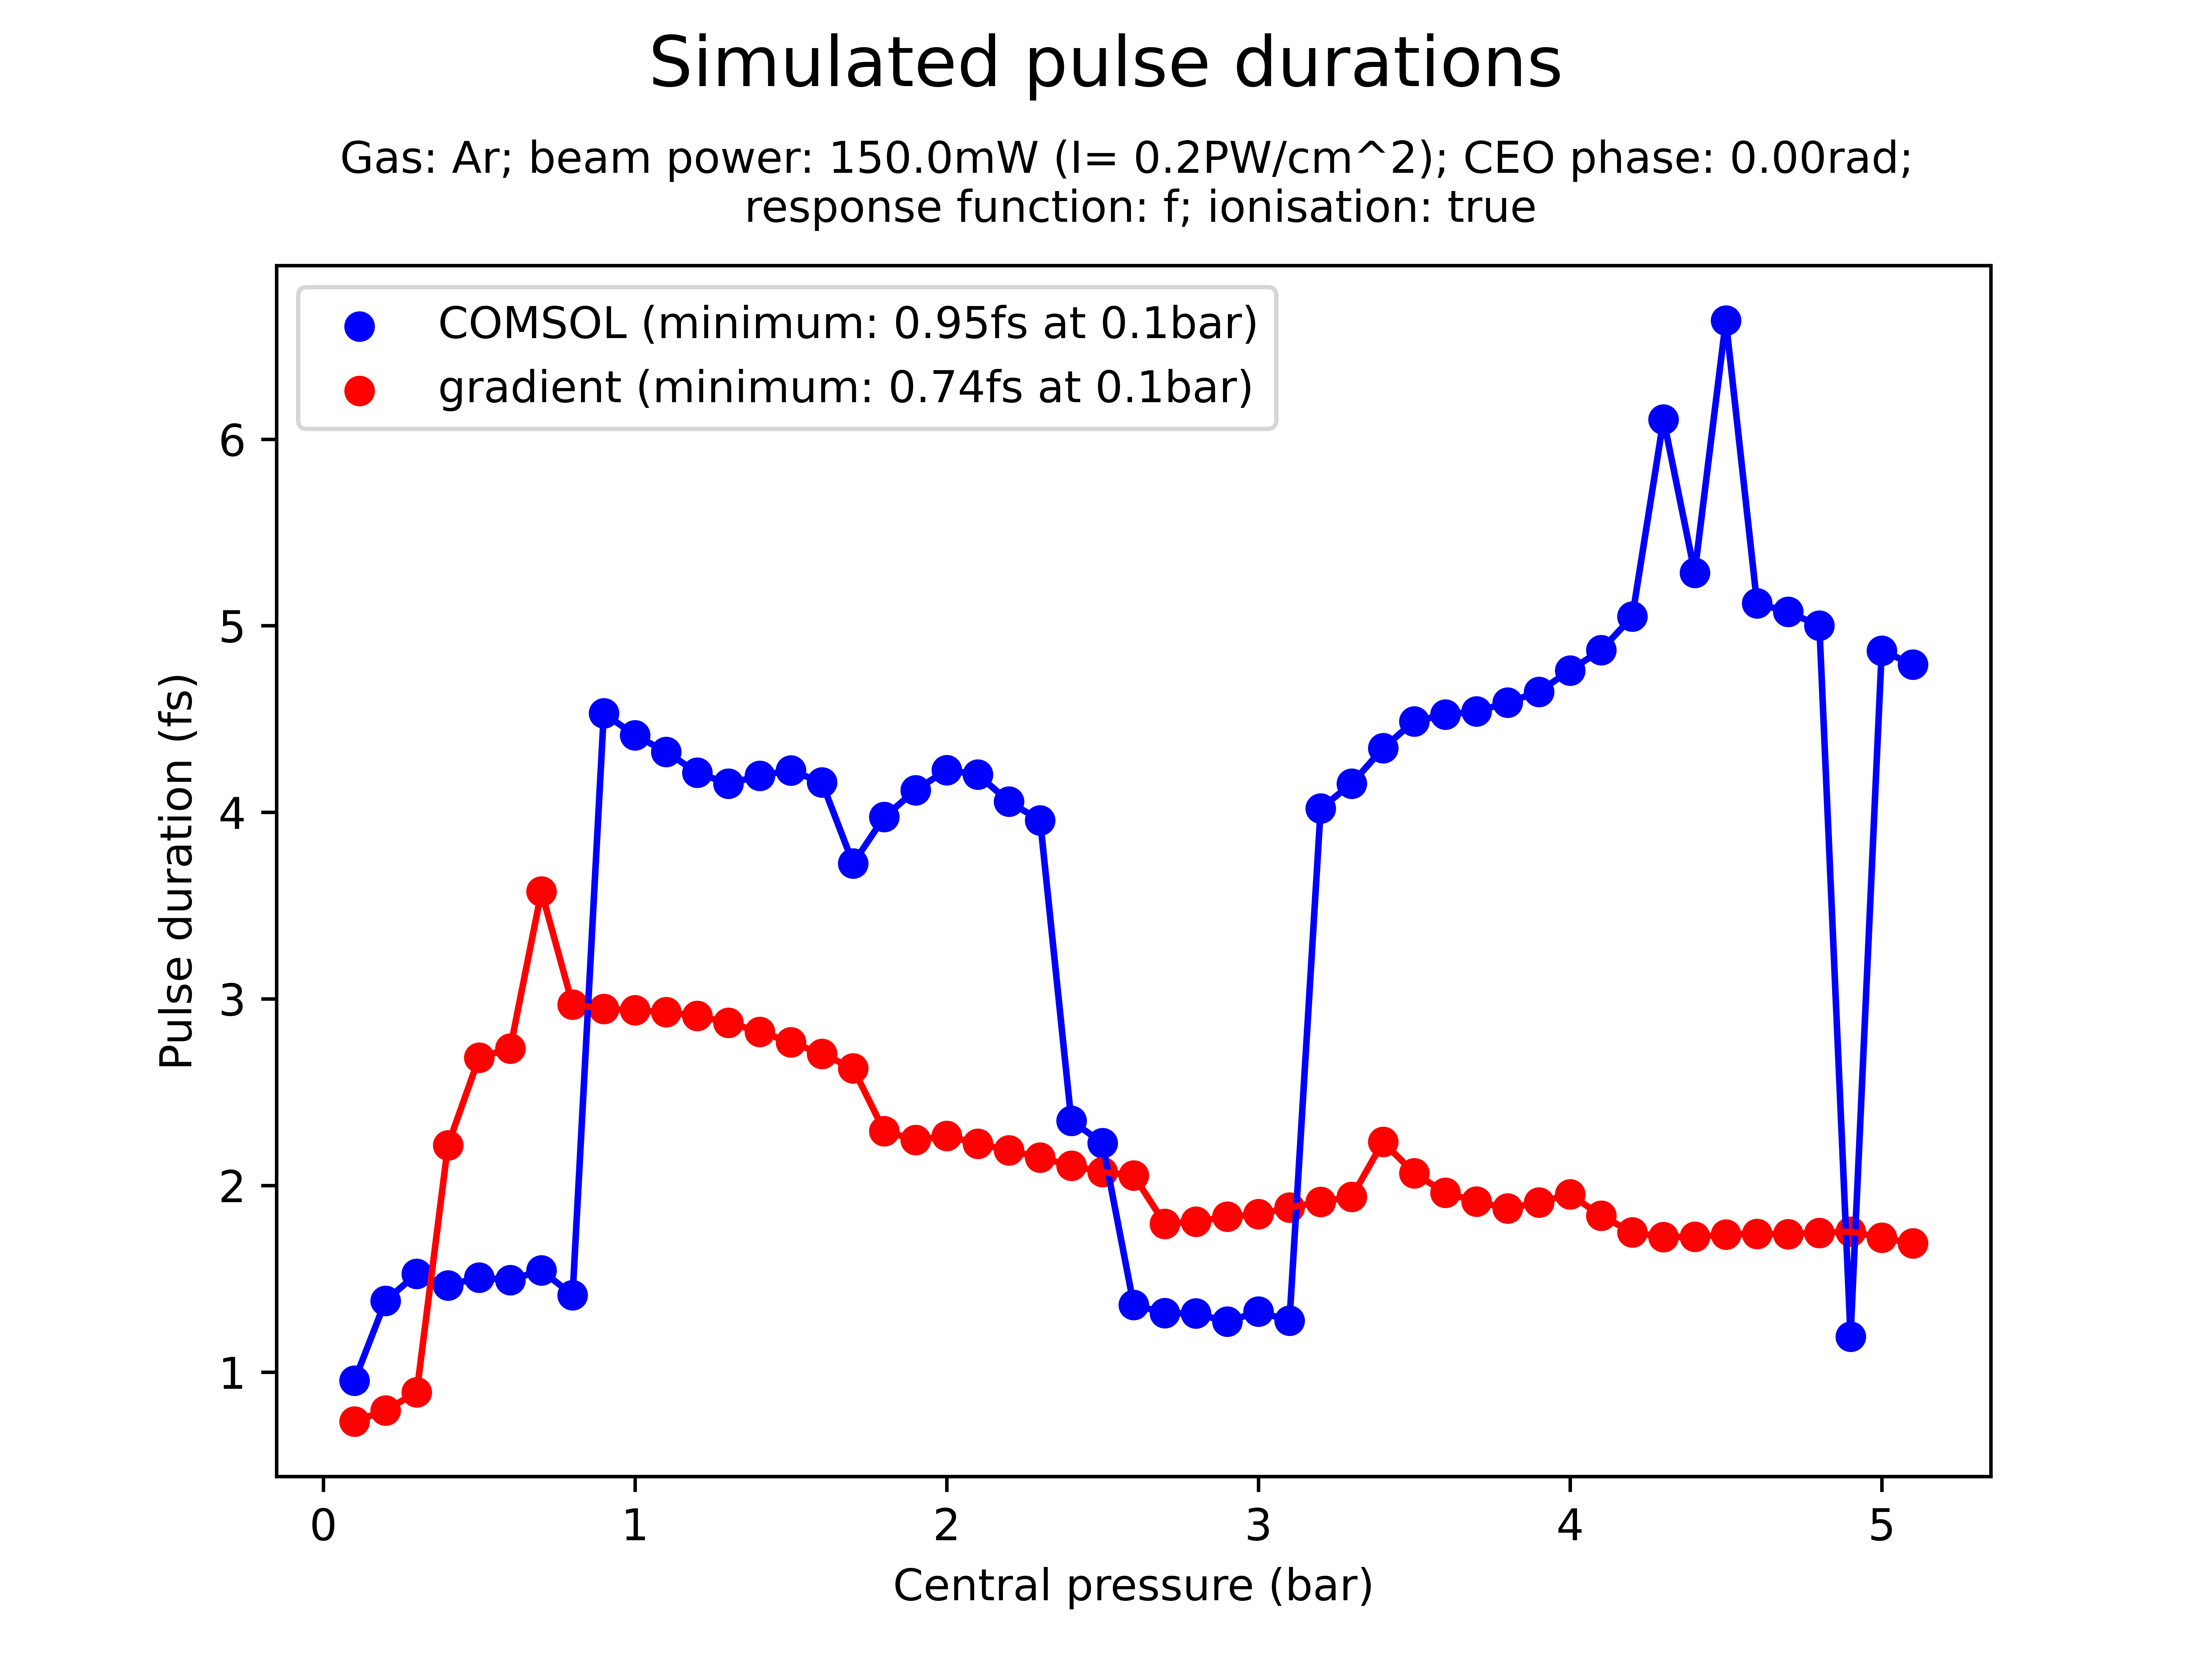 Simulated pulse durations
Gas: Ar; beam power: 150.0mW (I= 0.2PW/cm^2); CEO phase: 0.00rad;
response function: f; ionisation: true
COMSOL (minimum: 0.95fs at 0.1bar)
gradient (minimum: 0.74fs at 0.1bar)
Pulse duration (fs)
6
5
4
3
2
1
0 1 2 3 4 5
Central pressure (bar)